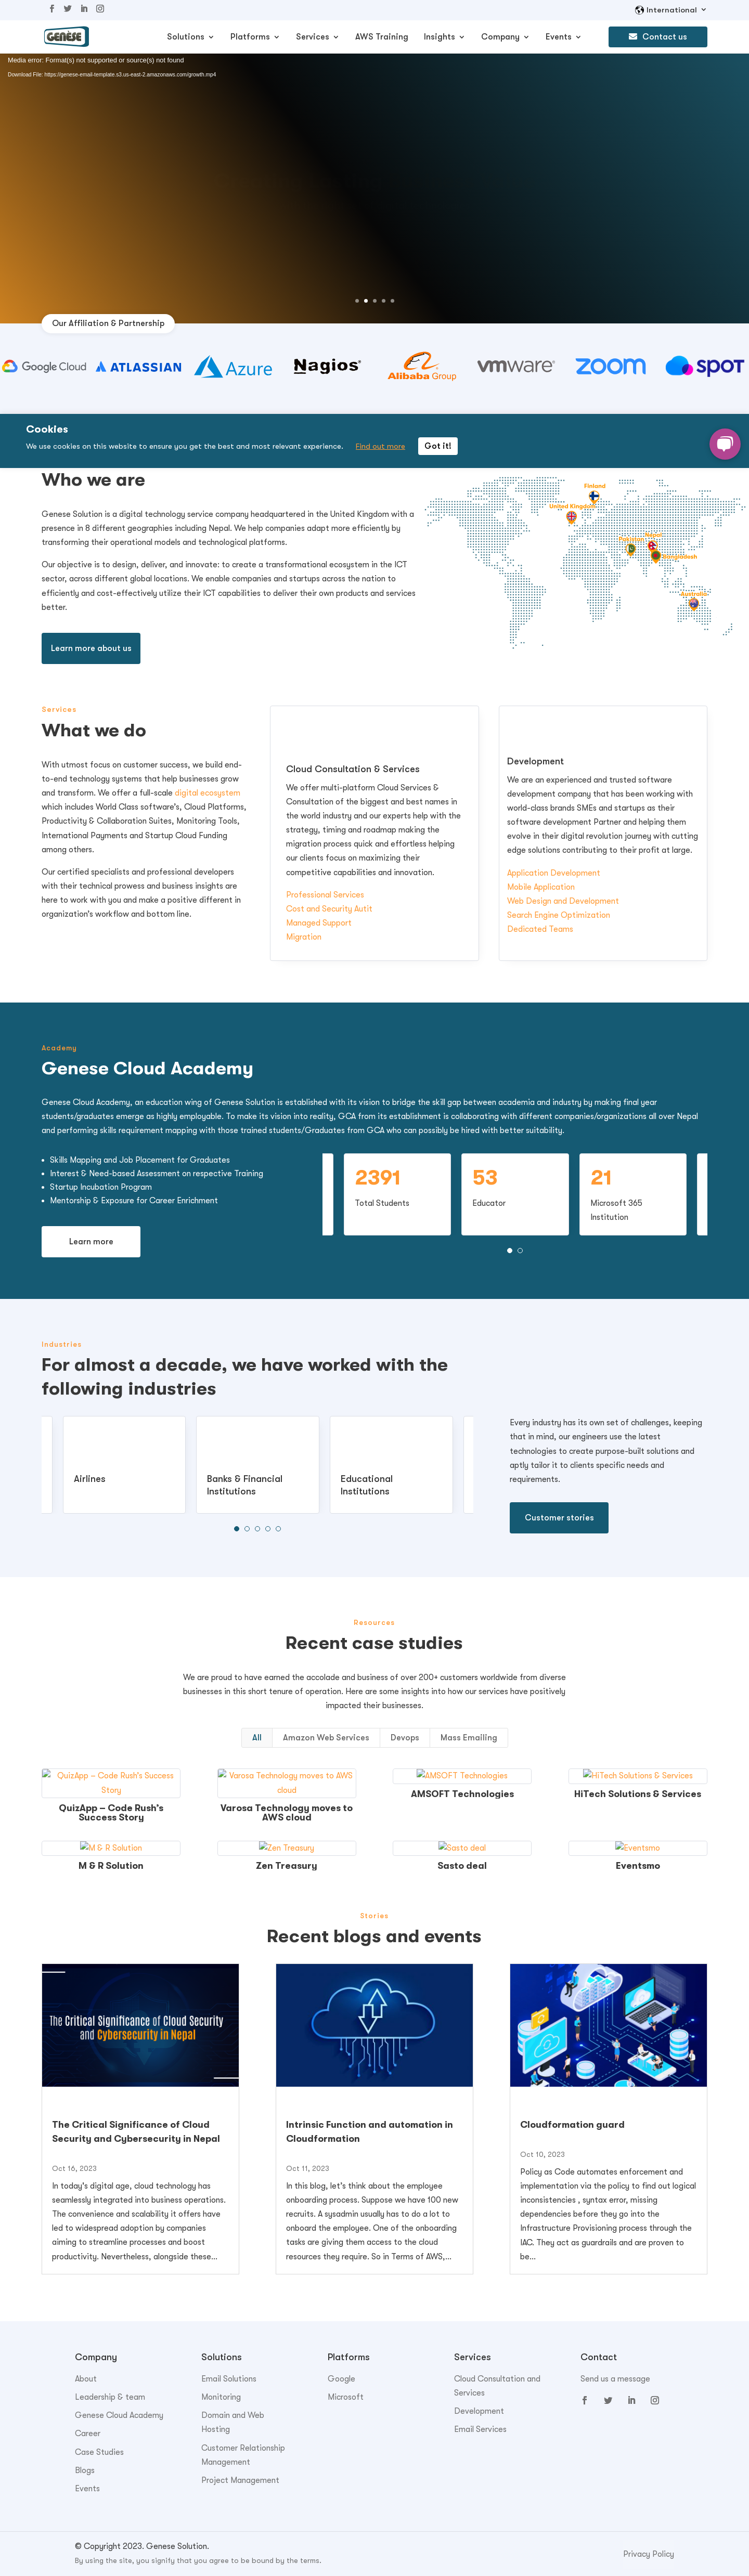 International
GENESE
Solutions
Platforms
Services
AWS Training
Insights
Company
Events
Contact us
Media error: Format(s) not supported or source(s) not found
Download File: https://genese-email-template.s3.us-east-2.amazonaws.com/growth.mp4
Our Affiliation & Partnership
Google Cloud
ATLASSIAN
Azure
Nagios
Alibaba Group
vmware
zoom
spot
Cookies
We use cookies on this website to ensure you get the best and most relevant experience.
Find out more
Got it!
Who we are
Genese Solution is a digital technology service company headquartered in the United Kingdom with a
presence in 8 different geographies including Nepal. We help companies adapt more efficiently by
transforming their operational models and technological platforms.
Our objective is to design, deliver, and invest in order to create a transformational ecosystem in the ICT
sector, across different global locations. We enable companies and startups across the nation to
efficiently and cost-effectively utilize their ICT capabilities to deliver their own products and services
better.
Learn more about us
Finland
United Kingdom
Pakistan
Nepal
Bangladesh
Australia
Services
What we do
With utmost focus on customer success, we build end-
to-end technology systems that help businesses grow
and transform. We offer a full-scale digital ecosystem
which includes World Class software's, Cloud Platforms,
Productivity & Collaboration Suites, Monitoring Tools,
International Payments and Startup Cloud Funding
among others.
Our certified specialists and professional developers
with their technical prowess and business insights are
here to work with you and make a positive different in
organization's workflow and bottom line.
Cloud Consultation & Services
We offer multi-platform Cloud Services &
Consultation of the biggest and best names in
the world industry and our experts help with the
strategy, timing and roadmap making the
migration process quick and effortless helping
our clients focus on maximizing their
competitive capabilities and innovation.
Professional Services
Cost and Security Autit
Managed Support
Migration
Development
We are an experienced and trusted software
development company that has been working with
world-class brands SMEs and startups as their
software development Partner and helping them
evolve in their digital revolution journey with cutting
edge solutions contributing to their profit at large.
Application Development
Mobile Application
Web Design and Development
Search Engine Optimization
Dedicated Teams
Academy
Genese Cloud Academy
Genese Cloud Academy, an education wing of Genese Solution is established with its vision to bridge the skill gap between academia and industry by making final year
students/graduates emerge as highly employable. To make its vision into reality, GCA from its establishment is collaborating with different companies/organizations all over Nepal
and performing skills requirement mapping with those trained students/Graduates from GCA who can possibly be hired with better suitability.
Skills Mapping and Job Placement for Graduates
Interest & Need-based Assessment on respective Training
Startup Incubation Program
Mentorship & Exposure for Career Enrichment
Learn more
2391
Total Students
53
Educator
21
Microsoft 365
Institution
Industries
For almost a decade, we have worked with the
following industries
Airlines
Banks & Financial
Institutions
Educational
Institutions
Every industry has its own set of challenges, keeping
that in mind, our engineers use the latest
technologies to create purpose-built solutions and
aptly tailor it to clients specific needs and
requirements.
Customer stories
Resources
Recent case studies
We are proud to have earned the accolade and business of over 200+ customers worldwide from diverse
businesses in this short tenure of operation. Here are some insights into how our services have positively
impacted their businesses.
All
Amazon Web Services
Devops
Mass Emailing
QuizApp – Code Rush's Success
Story
QuizApp – Code Rush's
Success Story
Varosa Technology moves to AWS
cloud
Varosa Technology moves to
AWS cloud
AMSOFT Technologies
AMSOFT Technologies
HiTech Solutions & Services
HiTech Solutions & Services
M & R Solution
M & R Solution
Zen Treasury
Zen Treasury
Sasto deal
Sasto deal
Eventsmo
Eventsmo
Stories
Recent blogs and events
The Critical Significance of Cloud Security
and Cybersecurity in Nepal
The Critical Significance of Cloud
Security and Cybersecurity in Nepal
Oct 16, 2023
In today's digital age, cloud technology has
seamlessly integrated into business operations.
The convenience and scalability it offers have
led to widespread adoption by companies
aiming to streamline processes and boost
productivity. Nevertheless, alongside these...
Intrinsic Function and automation in
Cloudformation
Oct 11, 2023
In this blog, let's think about the employee
onboarding process. Suppose we have 100 new
recruits. A sysadmin usually has to do a lot to
onboard the employee. One of the onboarding
tasks are giving them access to the cloud
resources they require. So in Terms of AWS,...
Cloudformation guard
Oct 10, 2023
Policy as Code automates enforcement and
implementation via the policy to find out logical
inconsistencies , syntax error, missing
dependencies before they go into the
Infrastructure Provisioning process through the
IAC. They act as guardrails and are proven to
be...
Company
About
Leadership & team
Genese Cloud Academy
Career
Case Studies
Blogs
Events
Solutions
Email Solutions
Monitoring
Domain and Web
Hosting
Customer Relationship
Management
Project Management
Platforms
Google
Microsoft
Services
Cloud Consultation and
Services
Development
Email Services
Contact
Send us a message
© Copyright 2023. Genese Solution.
By using the site, you signify that you agree to be bound by the terms.
Privacy Policy